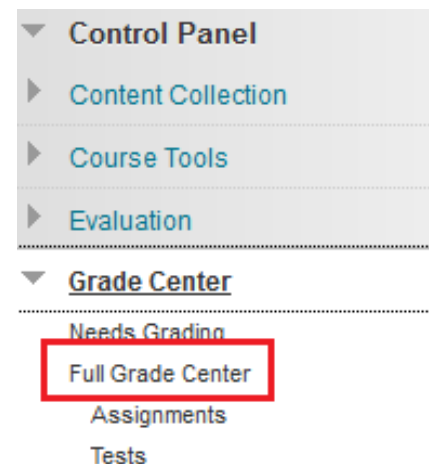 Control Panel
Content Collection
Course Tools
Evaluation
Grade Center
Needs Grading
Full Grade Center
Assignments
Tests